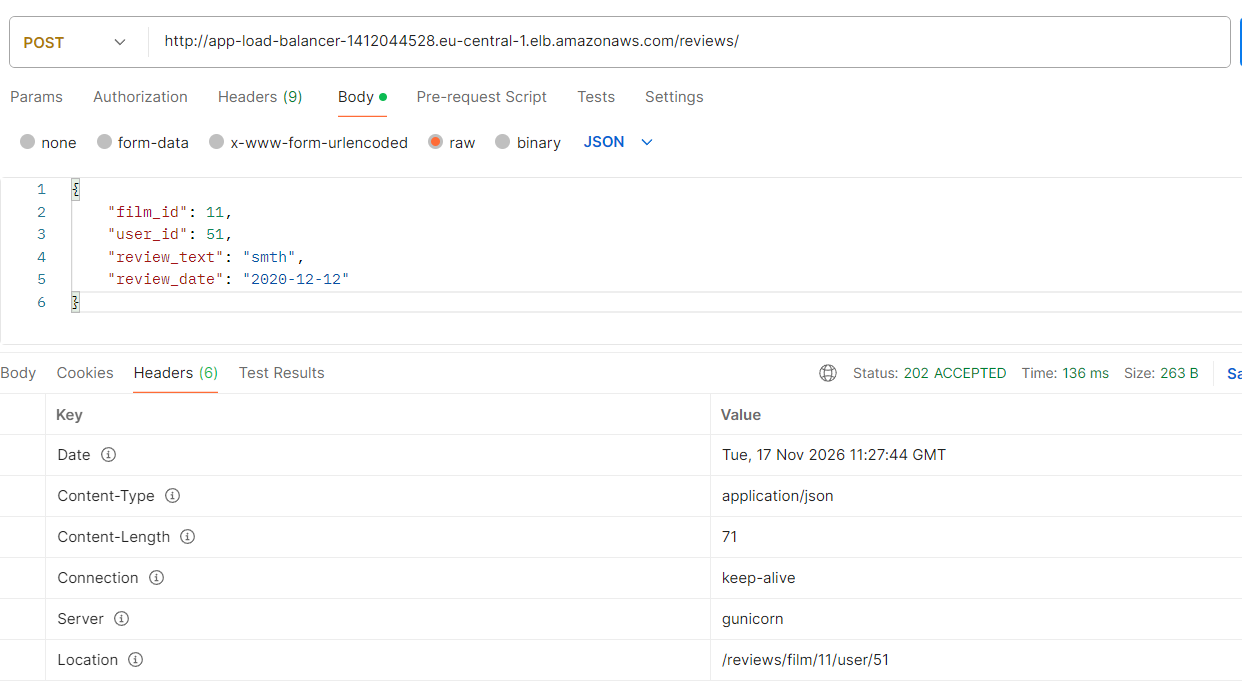 POST http://app-load-balancer-1412044528.eu-central-1.elb.amazonaws.com/reviews/
Params Authorization Headers (9) Body Pre-request Script Tests Settings
none form-data x-www-form-urlencoded raw binary JSON
1 {
2 "film_id": 11,
3 "user_id": 51,
4 "review_text": "smth",
5 "review_date": "2020-12-12"
6 }
Body Cookies Headers (6) Test Results Status: 202 ACCEPTED Time: 136 ms Size: 263 B
Key Value
Date Tue, 17 Nov 2026 11:27:44 GMT
Content-Type application/json
Content-Length 71
Connection keep-alive
Server gunicorn
Location /reviews/film/11/user/51